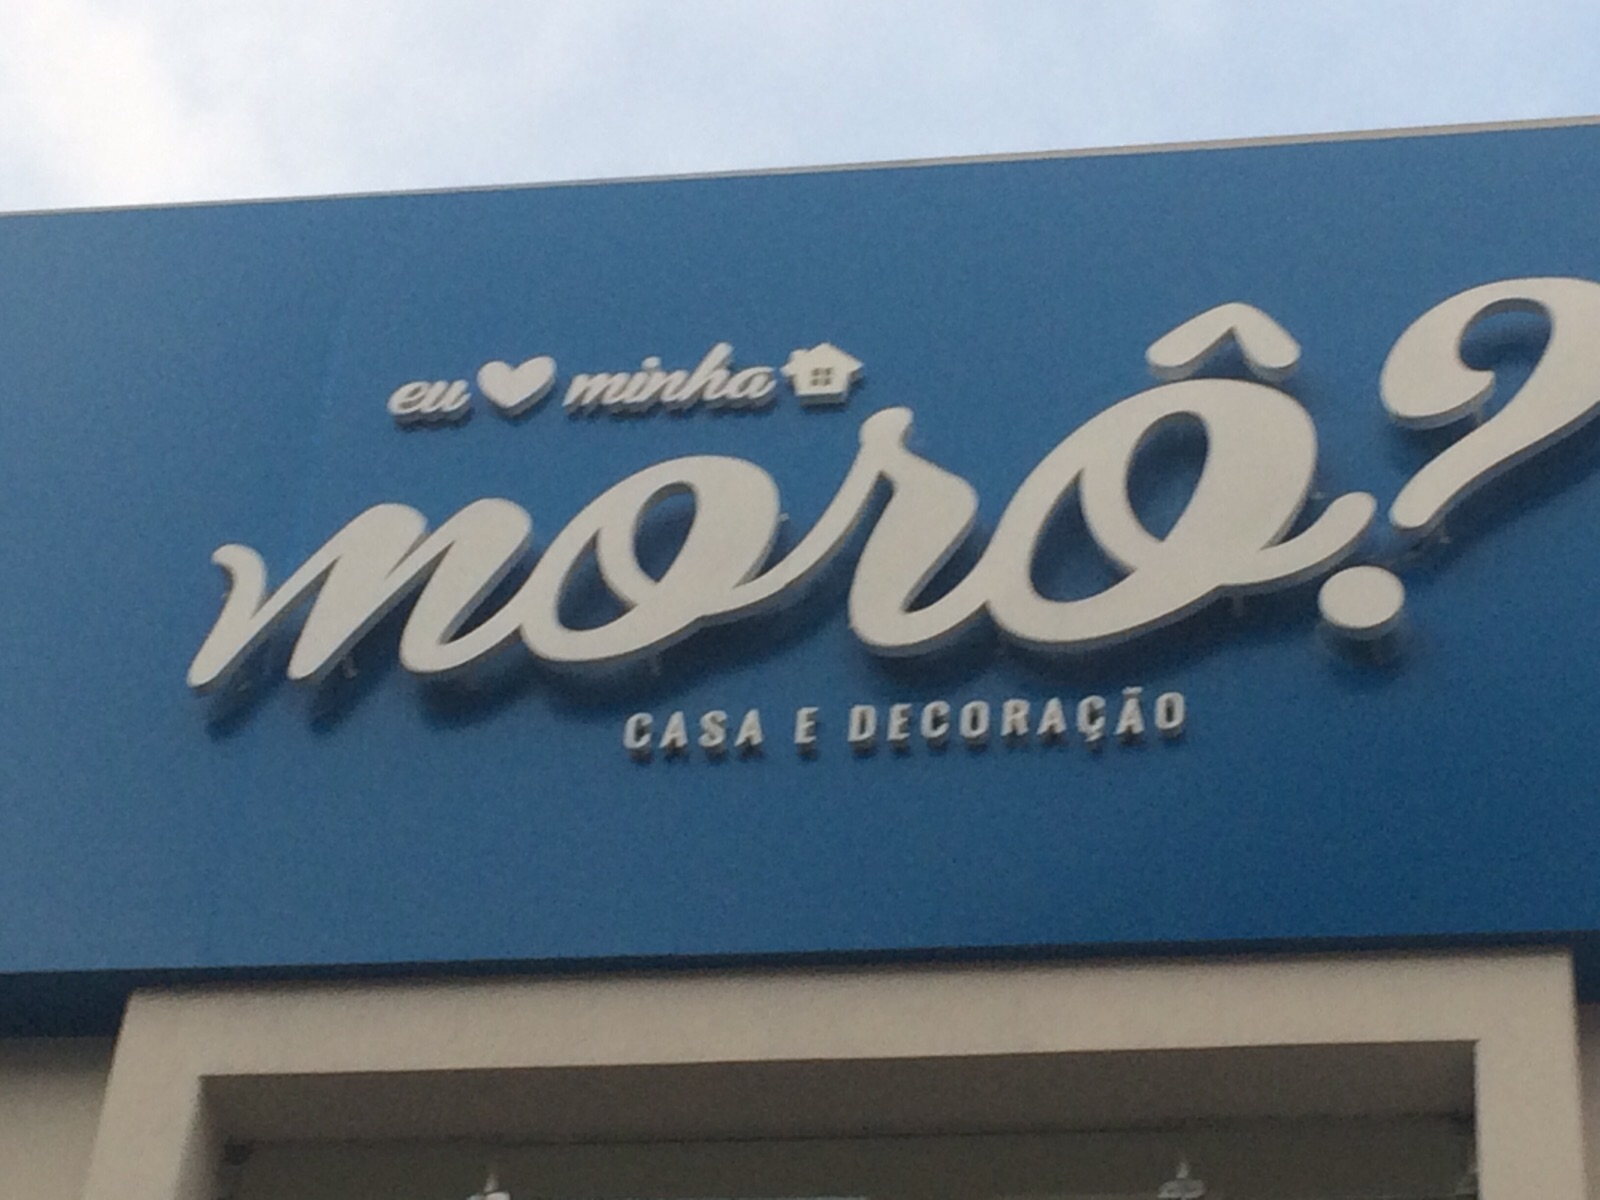 eu ♥ minha
morô?
CASA E DECORAÇÃO